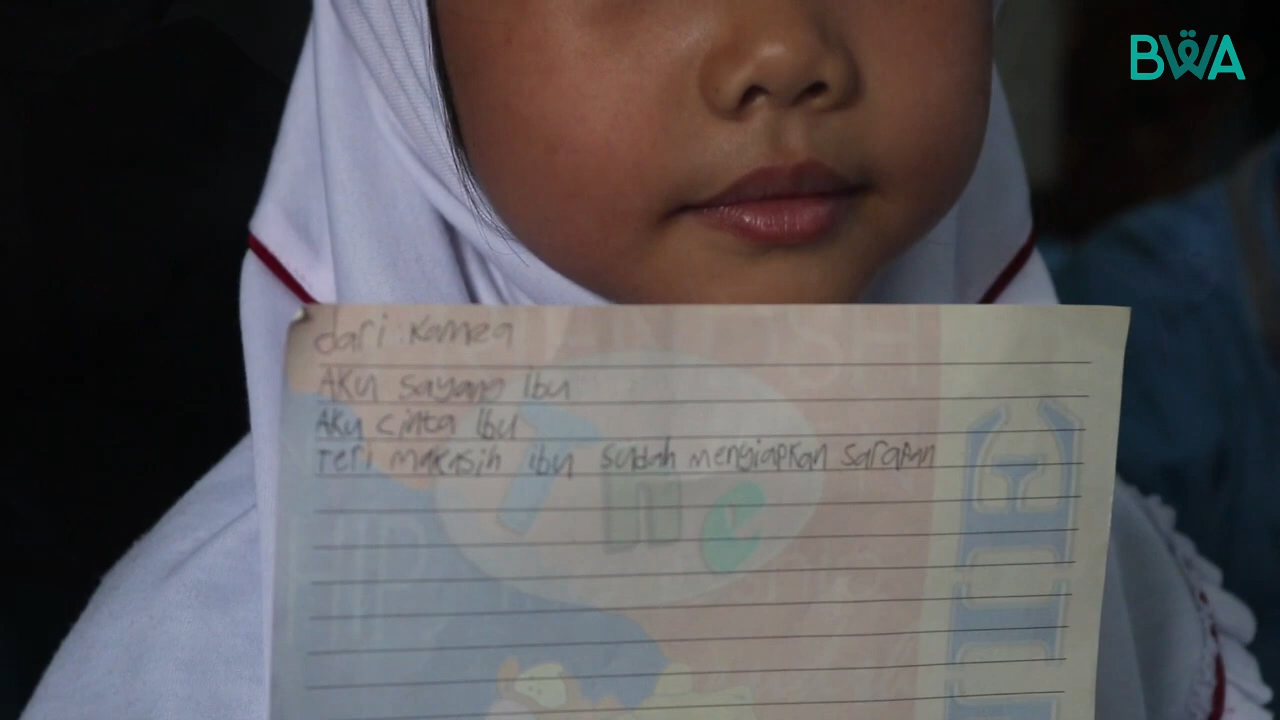 BWA
dari Kamea
AKu sayang ibu
AKu cinta ibu
Teri makasih ibu sudah mengiapkan sarapan